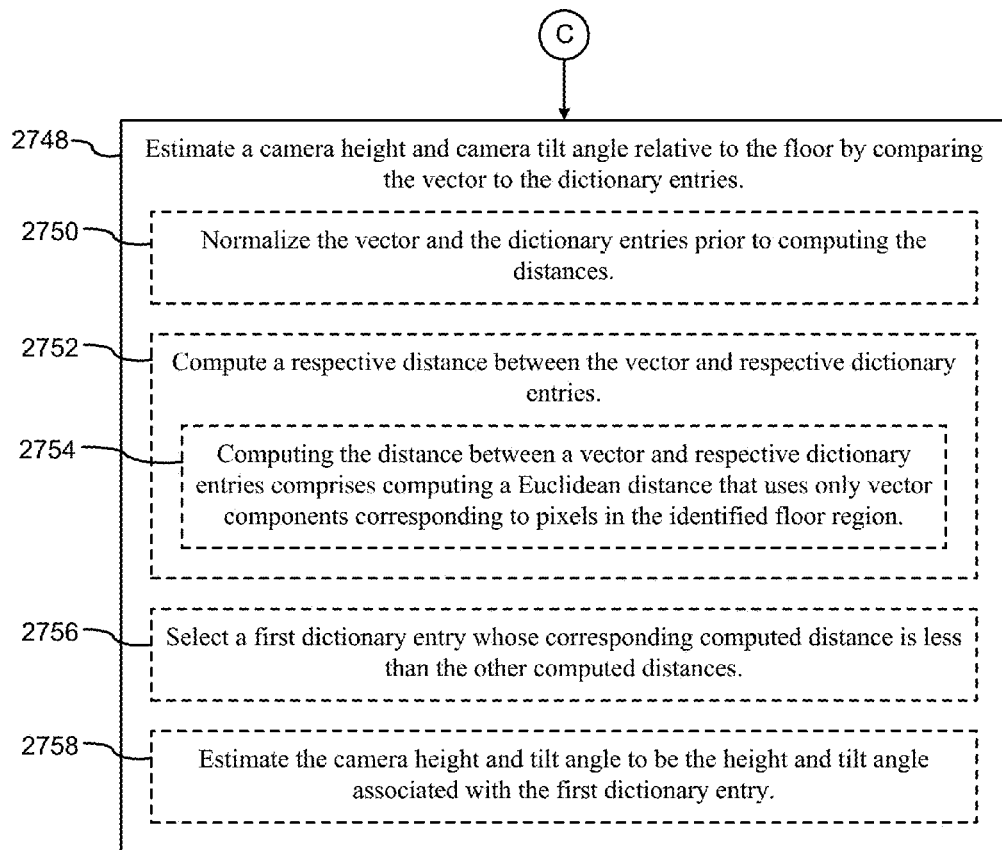 C
2748
Estimate a camera height and camera tilt angle relative to the floor by comparing
the vector to the dictionary entries.
2750
Normalize the vector and the dictionary entries prior to computing the
distances.
2752
Compute a respective distance between the vector and respective dictionary
entries.
2754
Computing the distance between a vector and respective dictionary
entries comprises computing a Euclidean distance that uses only vector
components corresponding to pixels in the identified floor region.
2756
Select a first dictionary entry whose corresponding computed distance is less
than the other computed distances.
2758
Estimate the camera height and tilt angle to be the height and tilt angle
associated with the first dictionary entry.